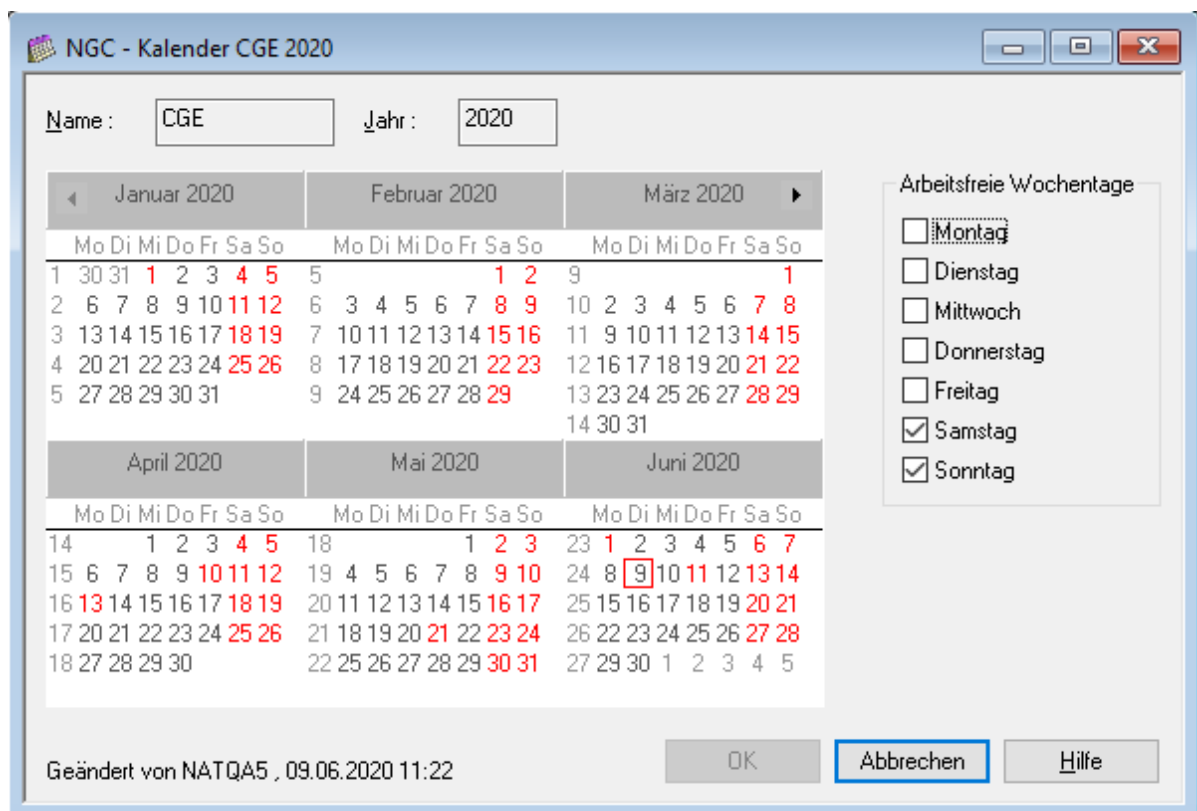 NGC - Kalender CGE 2020
Name : CGE Jahr : 2020
Januar 2020 Februar 2020 März 2020
Mo Di Mi Do Fr Sa So Mo Di Mi Do Fr Sa So Mo Di Mi Do Fr Sa So
1 30 31 1 2 3 4 5 5 1 2 9 1
2 6 7 8 9 10 11 12 6 3 4 5 6 7 8 9 10 2 3 4 5 6 7 8
3 13 14 15 16 17 18 19 7 10 11 12 13 14 15 16 11 9 10 11 12 13 14 15
4 20 21 22 23 24 25 26 8 17 18 19 20 21 22 23 12 16 17 18 19 20 21 22
5 27 28 29 30 31 9 24 25 26 27 28 29 13 23 24 25 26 27 28 29
14 30 31
April 2020 Mai 2020 Juni 2020
Mo Di Mi Do Fr Sa So Mo Di Mi Do Fr Sa So Mo Di Mi Do Fr Sa So
14 1 2 3 4 5 18 1 2 3 23 1 2 3 4 5 6 7
15 6 7 8 9 10 11 12 19 4 5 6 7 8 9 10 24 8 9 10 11 12 13 14
16 13 14 15 16 17 18 19 20 11 12 13 14 15 16 17 25 15 16 17 18 19 20 21
17 20 21 22 23 24 25 26 21 18 19 20 21 22 23 24 26 22 23 24 25 26 27 28
18 27 28 29 30 22 25 26 27 28 29 30 31 27 29 30 1 2 3 4 5
Arbeitsfreie Wochentage
Montag
Dienstag
Mittwoch
Donnerstag
Freitag
Samstag
Sonntag
Geändert von NATQA5 , 09.06.2020 11:22
OK Abbrechen Hilfe